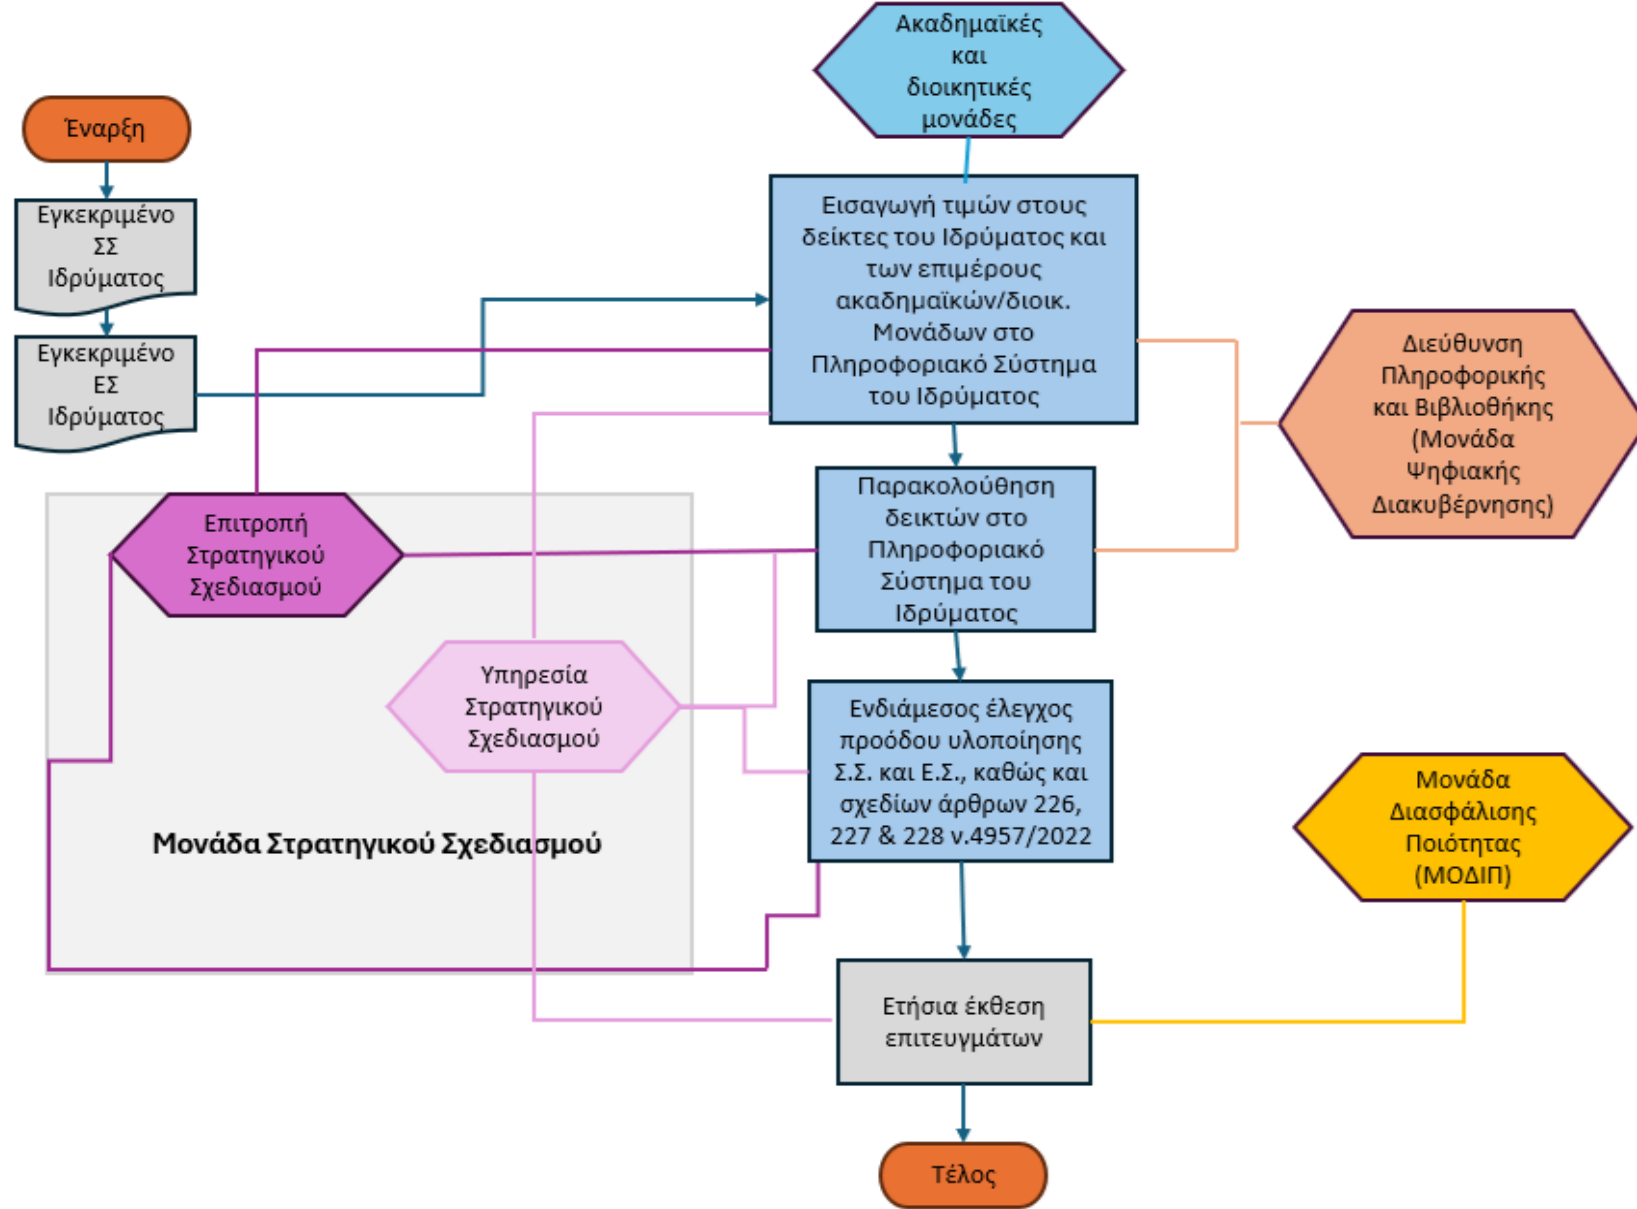 Ακαδημαϊκές
και
διοικητικές
μονάδες
Έναρξη
Εγκεκριμένο
ΣΣ
Ιδρύματος
Εγκεκριμένο
ΕΣ
Ιδρύματος
Εισαγωγή τιμών στους
δείκτες του Ιδρύματος και
των επιμέρους
ακαδημαϊκών/διοικ.
Μονάδων στο
Πληροφοριακό Σύστημα
του Ιδρύματος
Διεύθυνση
Πληροφορικής
και Βιβλιοθήκης
(Μονάδα
Ψηφιακής
Διακυβέρνησης)
Παρακολούθηση
δεικτών στο
Πληροφοριακό
Σύστημα του
Ιδρύματος
Επιτροπή
Στρατηγικού
Σχεδιασμού
Υπηρεσία
Στρατηγικού
Σχεδιασμού
Ενδιάμεσος έλεγχος
προόδου υλοποίησης
Σ.Σ. και Ε.Σ., καθώς και
σχεδίων άρθρων 226,
227 & 228 ν.4957/2022
Μονάδα Στρατηγικού Σχεδιασμού
Μονάδα
Διασφάλισης
Ποιότητας
(ΜΟΔΙΠ)
Ετήσια έκθεση
επιτευγμάτων
Τέλος